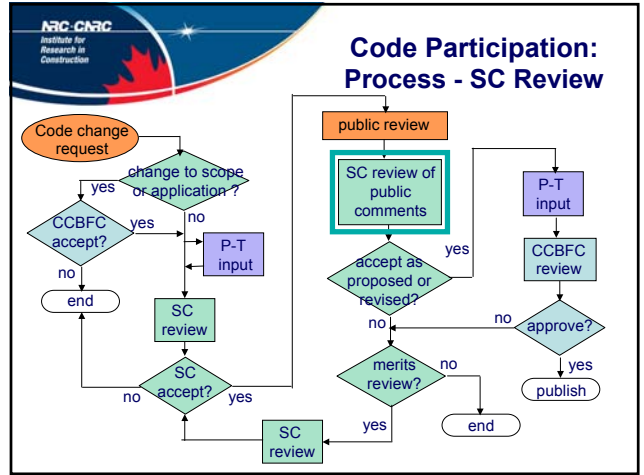 NRC·CNRC
Institute for
Research in
Construction
Code Participation:
Process - SC Review
Code change
request
change to scope
or application ?
yes
no
CCBFC
accept?
yes
no
end
P-T
input
SC
review
SC
accept?
no
yes
public review
SC review of
public
comments
accept as
proposed or
revised?
yes
no
P-T
input
CCBFC
review
approve?
no
yes
publish
merits
review?
no
end
yes
SC
review